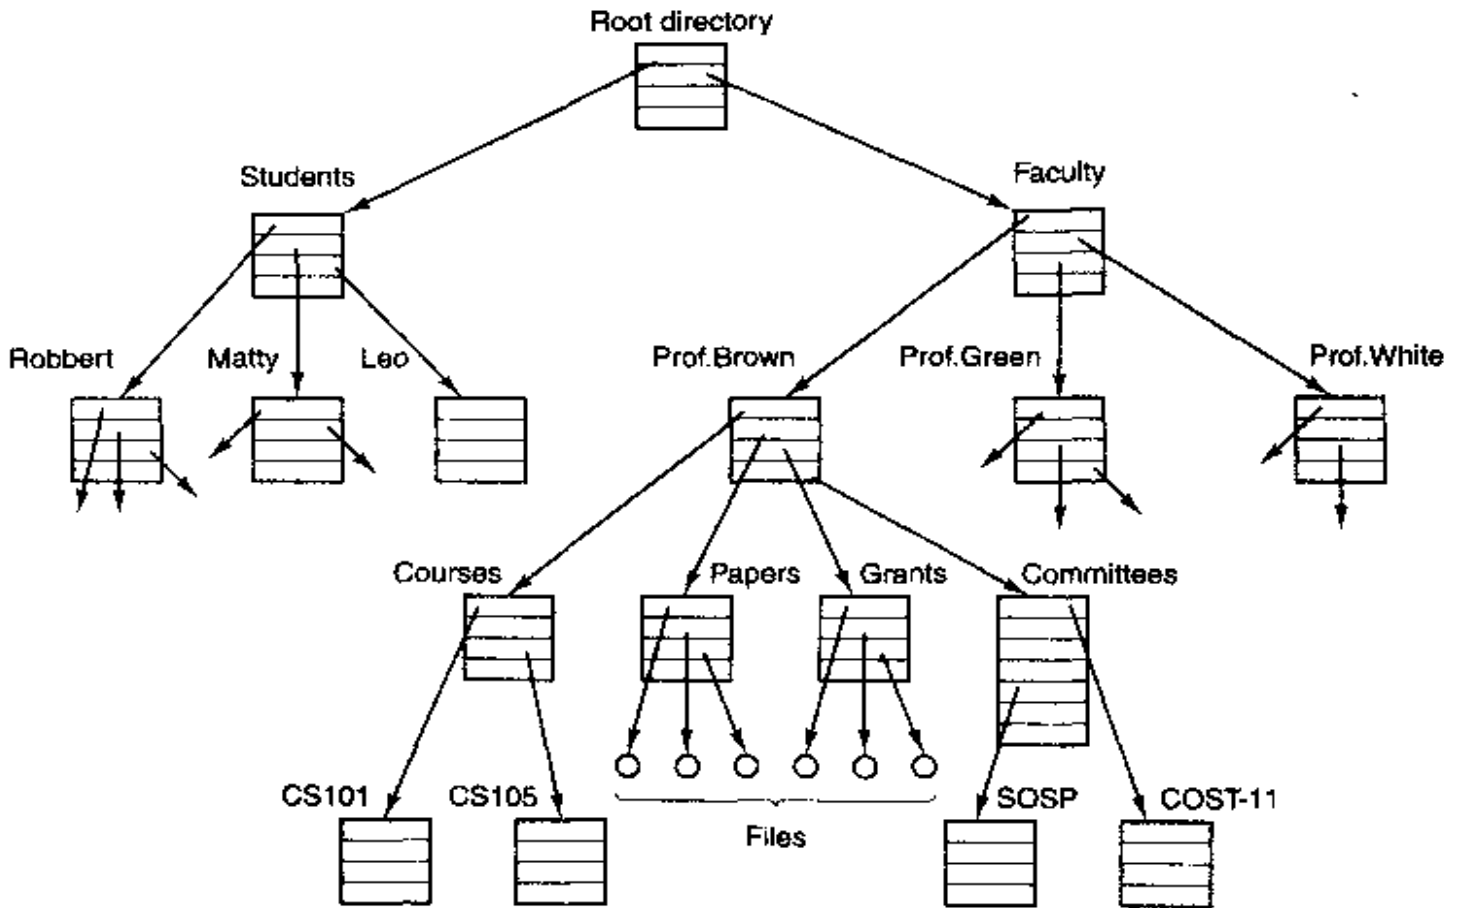 Root directory
Students
Faculty
Robbert
Matty
Leo
Prof.Brown
Prof.Green
Prof.White
Courses
Papers
Grants
Committees
CS101
CS105
Files
SOSP
COST-11